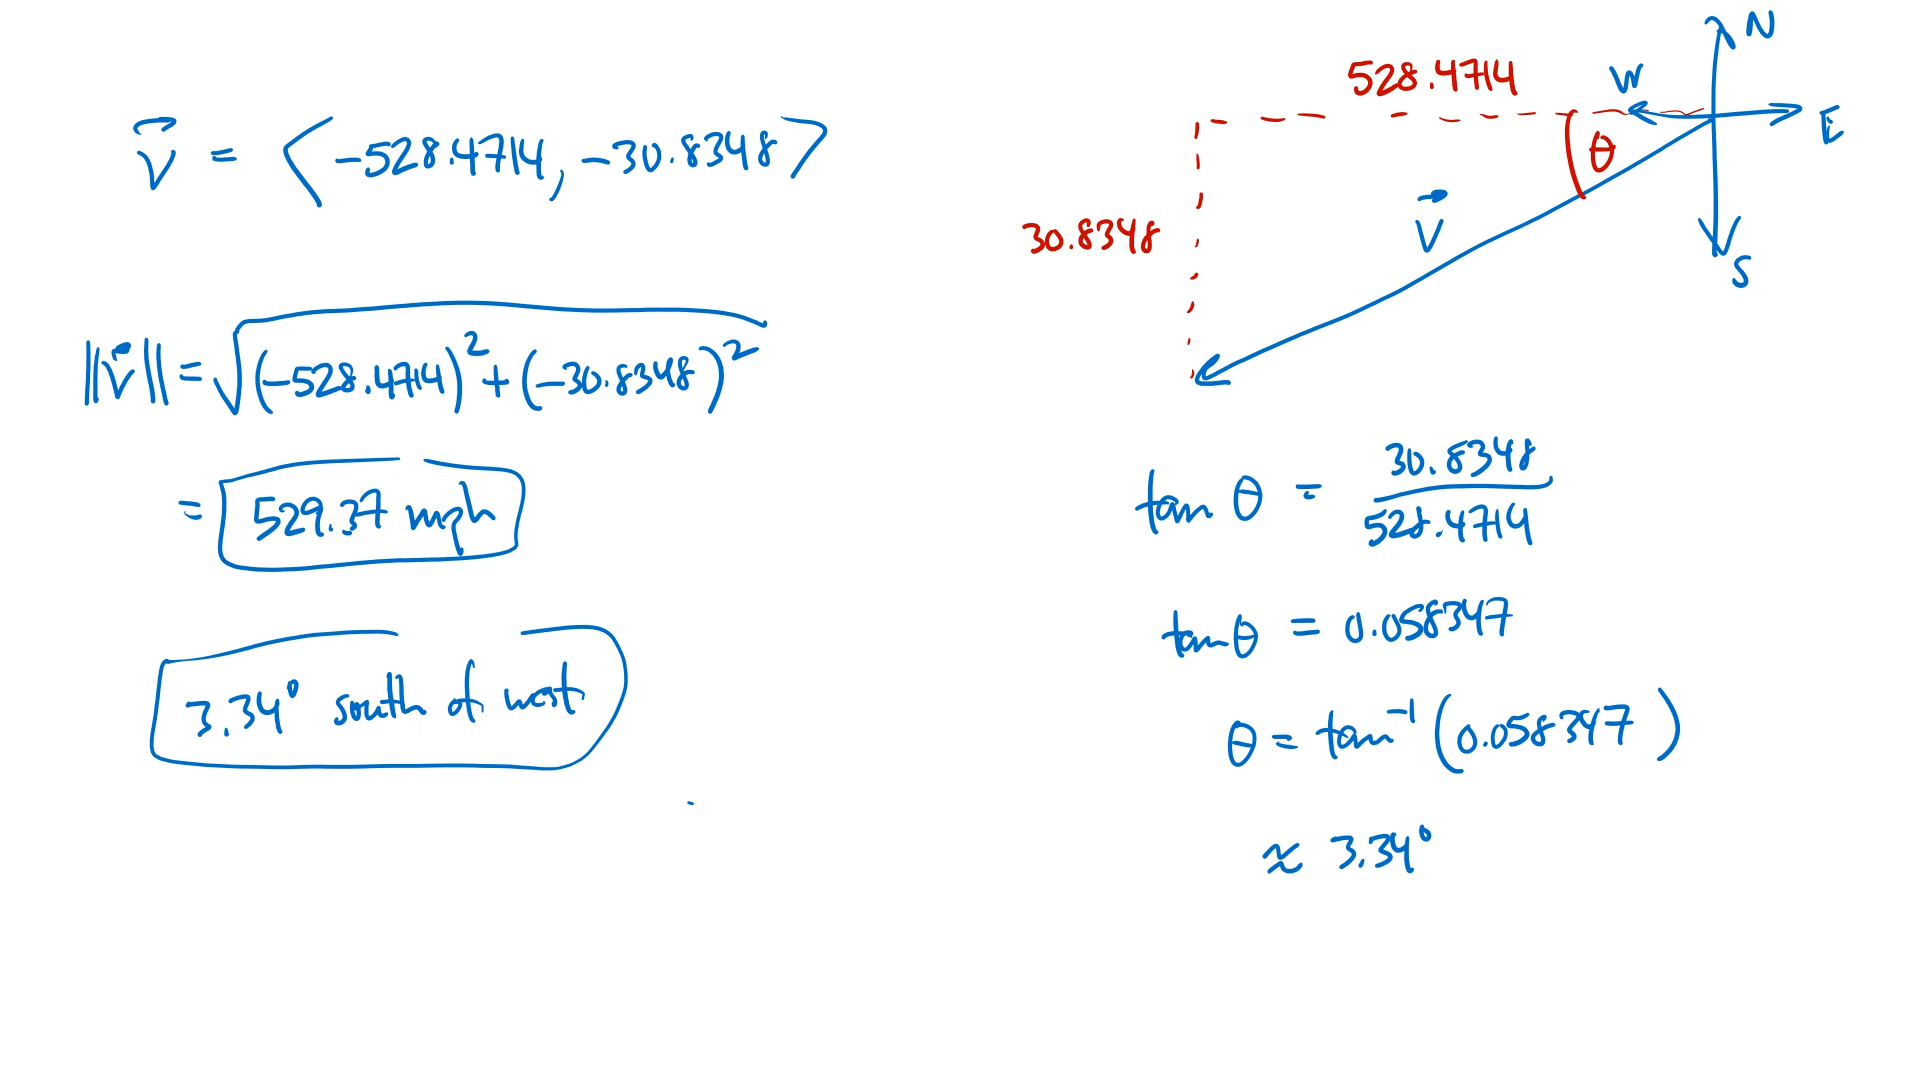 v⃗ = ⟨-528.4714, -30.8348⟩
||v⃗|| = √((-528.4714)² + (-30.8348)²)
= 529.37 mph
3.34° south of west
N
W
E
S
528.4714
θ
30.8348
v⃗
tan θ = 30.8348 / 528.4714
tan θ = 0.058347
θ = tan⁻¹(0.058347)
≈ 3.34°